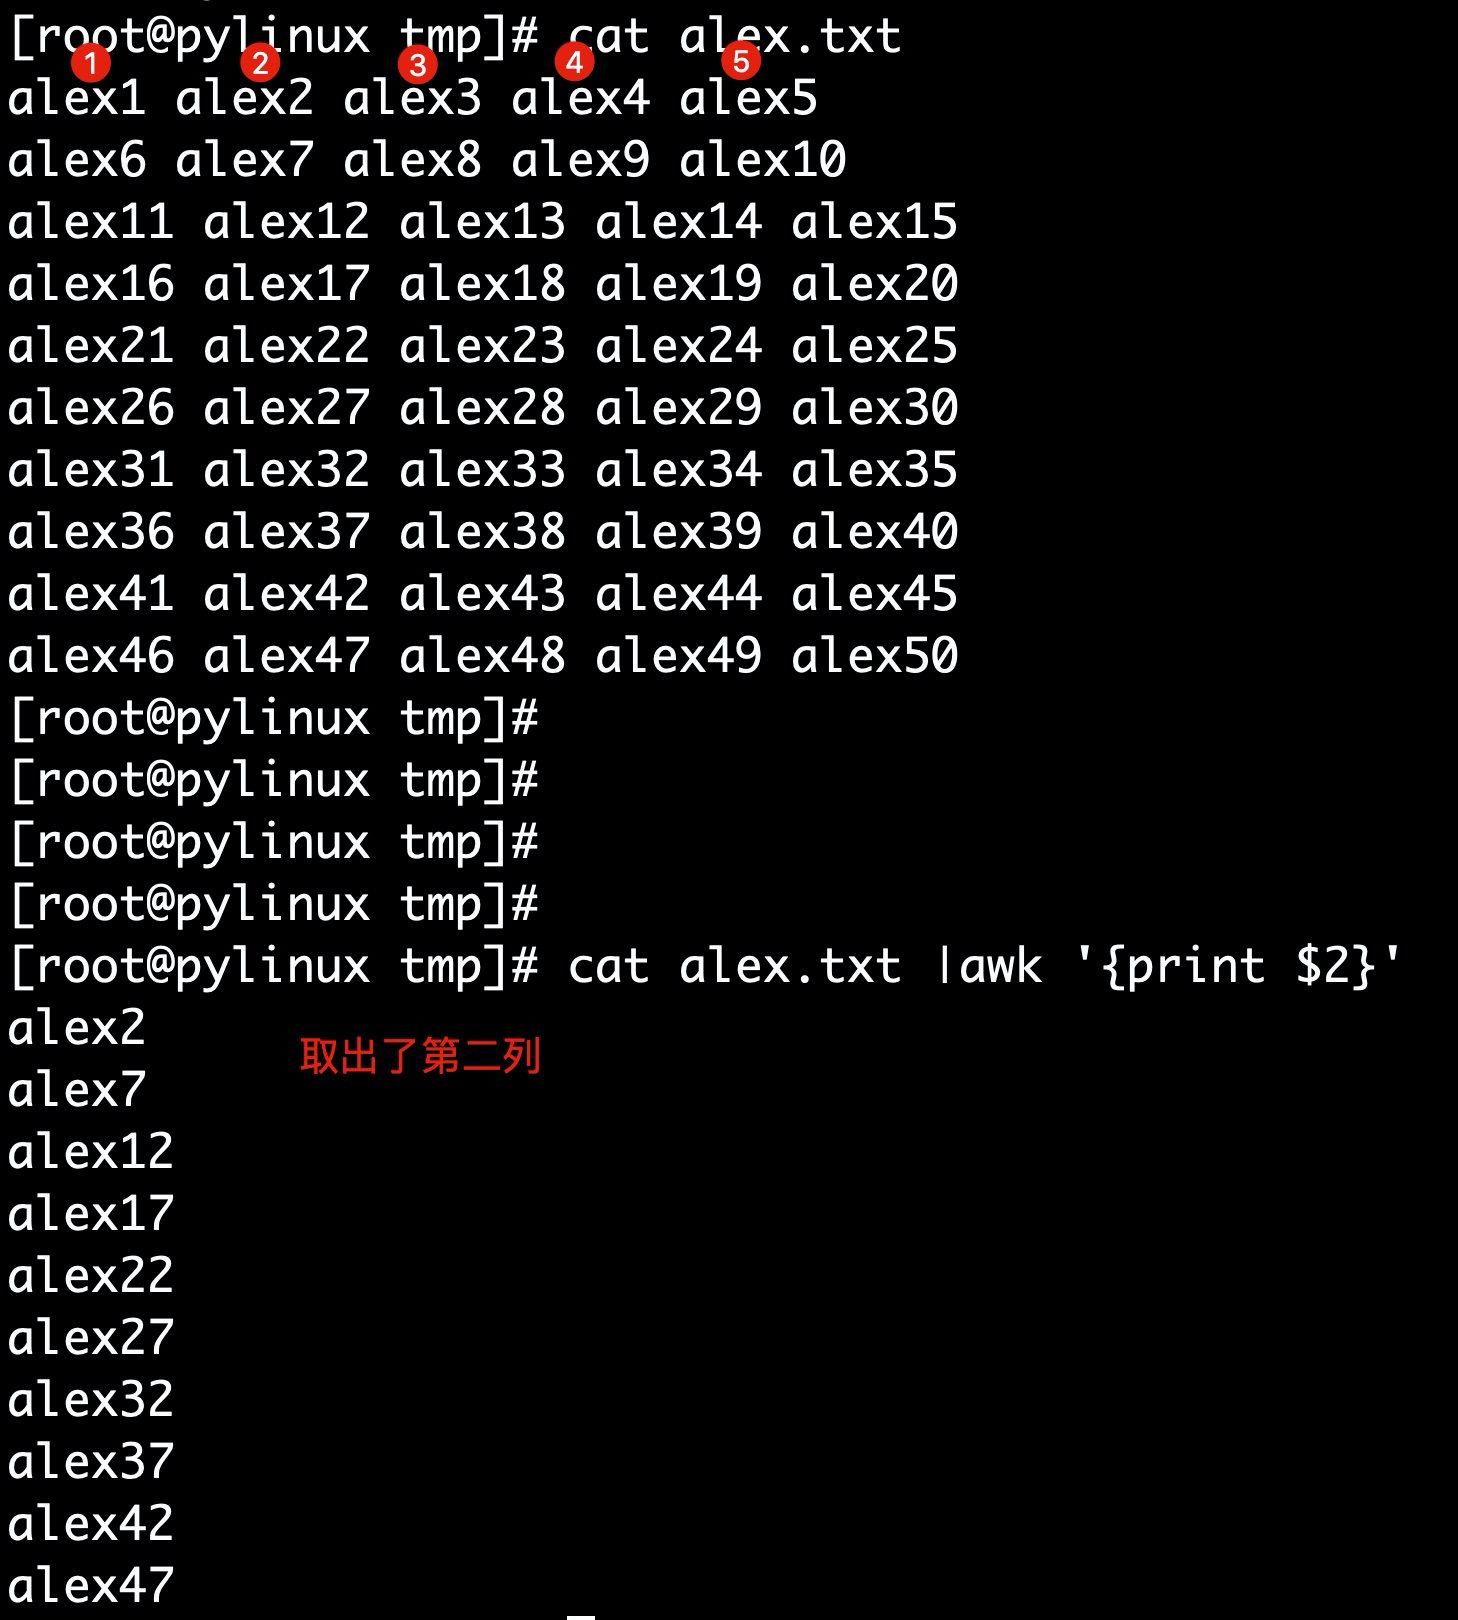 [root@pylinux tmp]# cat alex.txt
1 2 3 4 5
alex1 alex2 alex3 alex4 alex5
alex6 alex7 alex8 alex9 alex10
alex11 alex12 alex13 alex14 alex15
alex16 alex17 alex18 alex19 alex20
alex21 alex22 alex23 alex24 alex25
alex26 alex27 alex28 alex29 alex30
alex31 alex32 alex33 alex34 alex35
alex36 alex37 alex38 alex39 alex40
alex41 alex42 alex43 alex44 alex45
alex46 alex47 alex48 alex49 alex50
[root@pylinux tmp]#
[root@pylinux tmp]#
[root@pylinux tmp]#
[root@pylinux tmp]#
[root@pylinux tmp]# cat alex.txt |awk '{print $2}'
alex2
取出了第二列
alex7
alex12
alex17
alex22
alex27
alex32
alex37
alex42
alex47